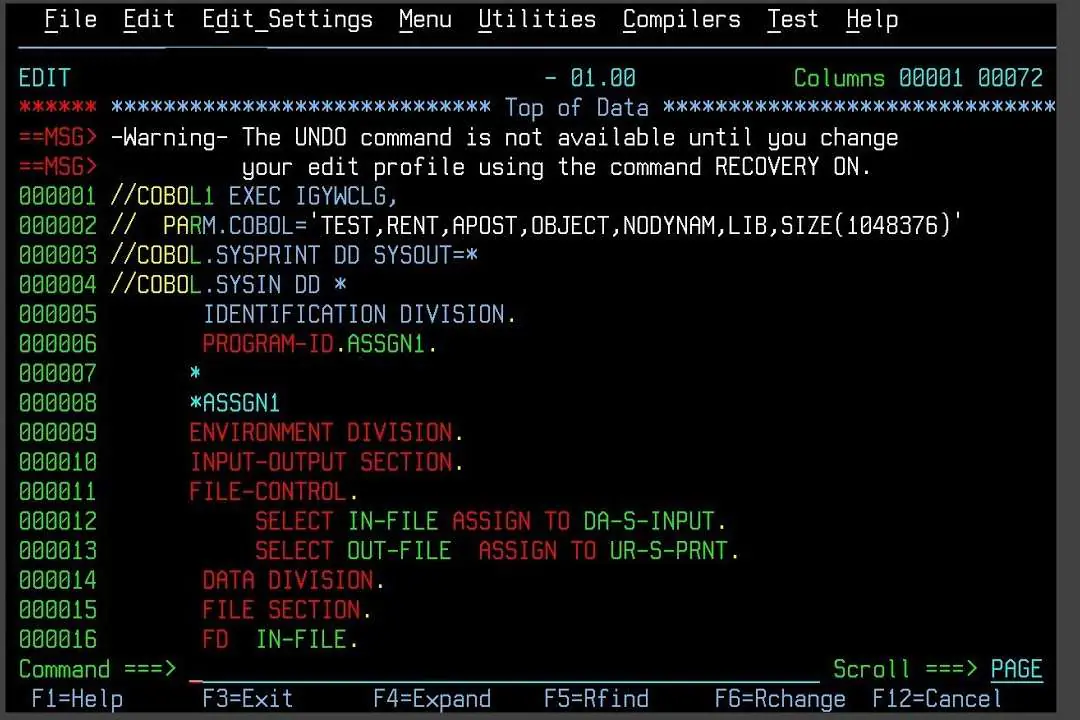 File Edit Edit_Settings Menu Utilities Compilers Test Help
EDIT - 01.00 Columns 00001 00072
****** ***************************** Top of Data ******************************
==MSG> -Warning- The UNDO command is not available until you change
==MSG> your edit profile using the command RECOVERY ON.
000001 //COBOL1 EXEC IGYWCLG,
000002 // PARM.COBOL='TEST,RENT,APOST,OBJECT,NODYNAM,LIB,SIZE(1048376)'
000003 //COBOL.SYSPRINT DD SYSOUT=*
000004 //COBOL.SYSIN DD *
000005 IDENTIFICATION DIVISION.
000006 PROGRAM-ID.ASSGN1.
000007 *
000008 *ASSGN1
000009 ENVIRONMENT DIVISION.
000010 INPUT-OUTPUT SECTION.
000011 FILE-CONTROL.
000012 SELECT IN-FILE ASSIGN TO DA-S-INPUT.
000013 SELECT OUT-FILE ASSIGN TO UR-S-PRNT.
000014 DATA DIVISION.
000015 FILE SECTION.
000016 FD IN-FILE.
Command ===> Scroll ===> PAGE
F1=Help F3=Exit F4=Expand F5=Rfind F6=Rchange F12=Cancel